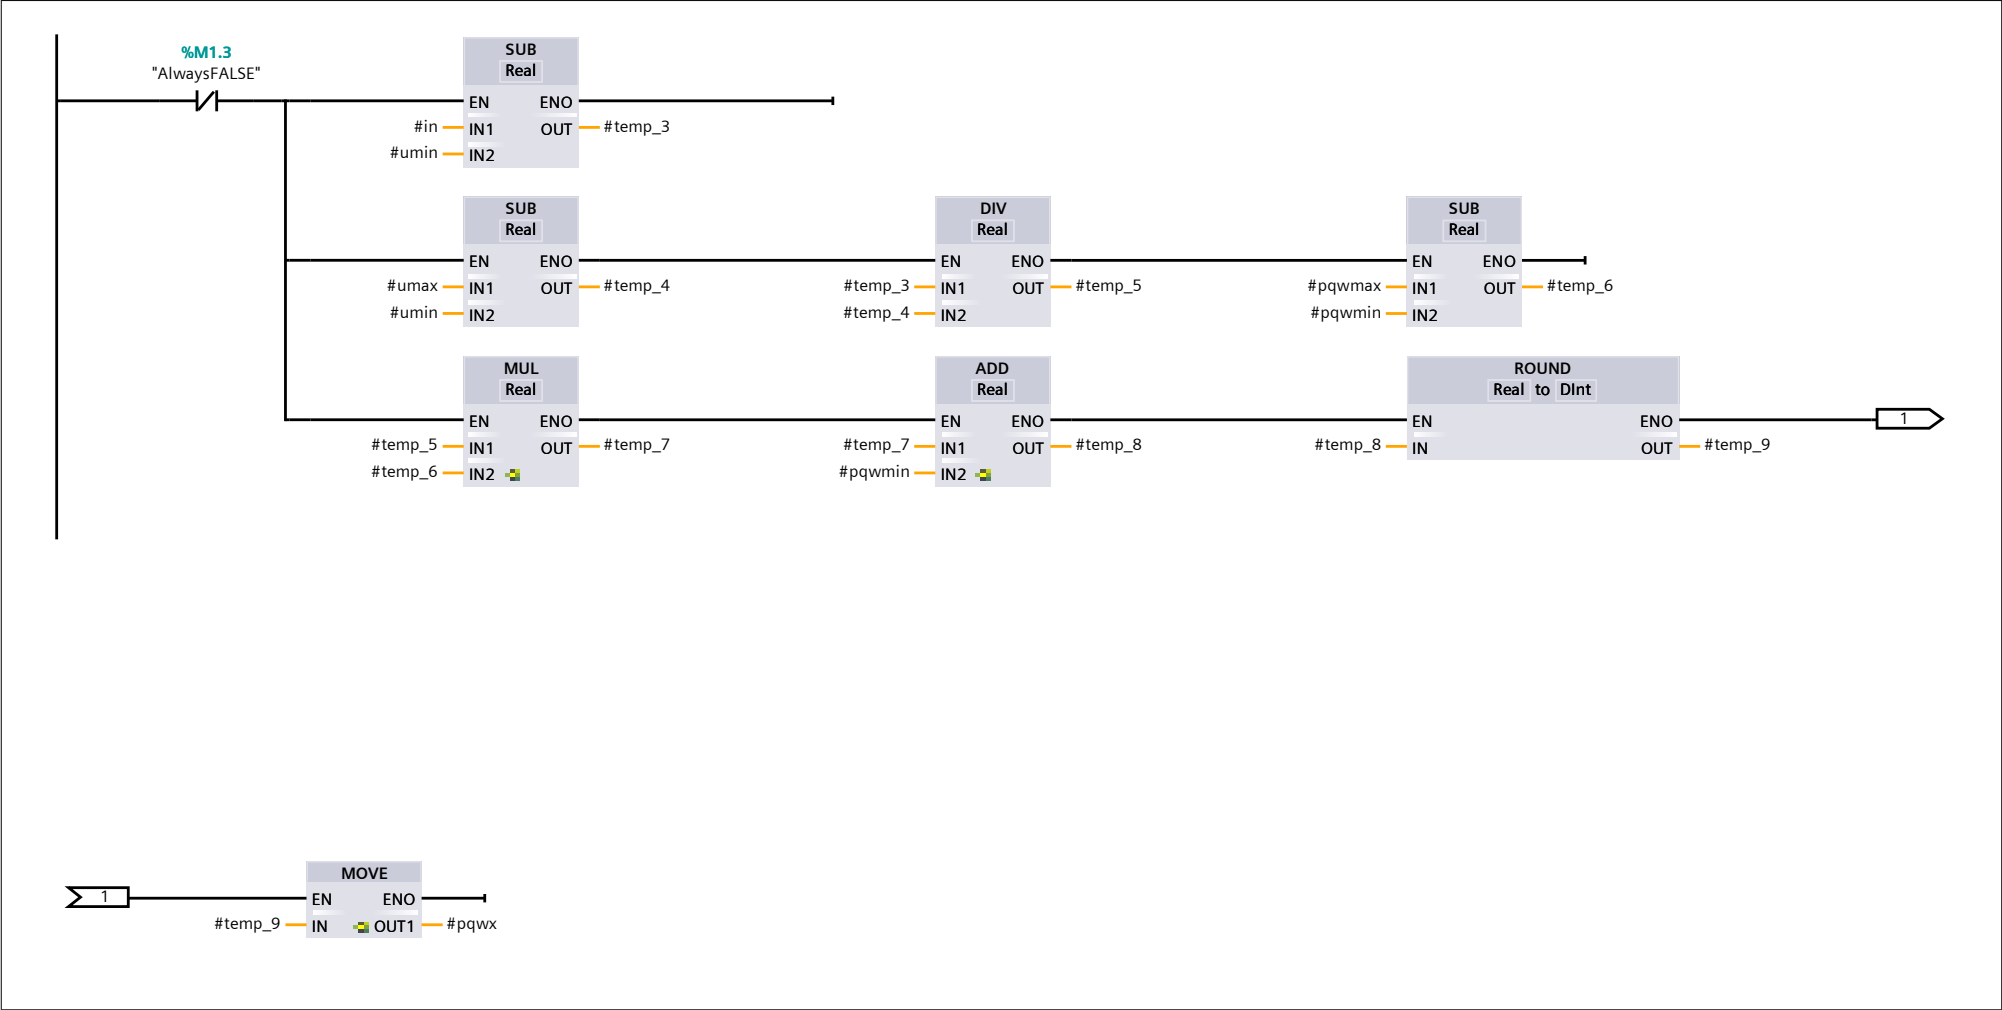 %M1.3
"AlwaysFALSE"
SUB
Real
EN ENO
#in IN1 OUT #temp_3
#umin IN2
SUB
Real
EN ENO
#umax IN1 OUT #temp_4
#umin IN2
DIV
Real
EN ENO
#temp_3 IN1 OUT #temp_5
#temp_4 IN2
SUB
Real
EN ENO
#pqwmax IN1 OUT #temp_6
#pqwmin IN2
MUL
Real
EN ENO
#temp_5 IN1 OUT #temp_7
#temp_6 IN2
ADD
Real
EN ENO
#temp_7 IN1 OUT #temp_8
#pqwmin IN2
ROUND
Real to DInt
EN ENO
#temp_8 IN OUT #temp_9
1
1
MOVE
EN ENO
#temp_9 IN OUT1 #pqwx